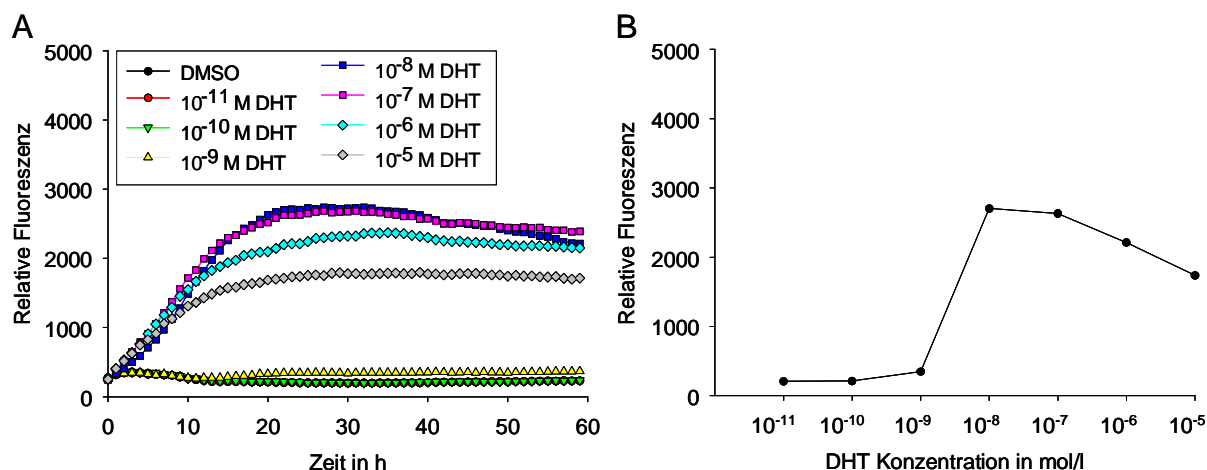 A
5000
4000
3000
2000
1000
0
Relative Fluoreszenz
DMSO
10⁻¹¹ M DHT
10⁻¹⁰ M DHT
10⁻⁹ M DHT
10⁻⁸ M DHT
10⁻⁷ M DHT
10⁻⁶ M DHT
10⁻⁵ M DHT
0 10 20 30 40 50 60
Zeit in h
B
5000
4000
3000
2000
1000
0
Relative Fluoreszenz
10⁻¹¹ 10⁻¹⁰ 10⁻⁹ 10⁻⁸ 10⁻⁷ 10⁻⁶ 10⁻⁵
DHT Konzentration in mol/l